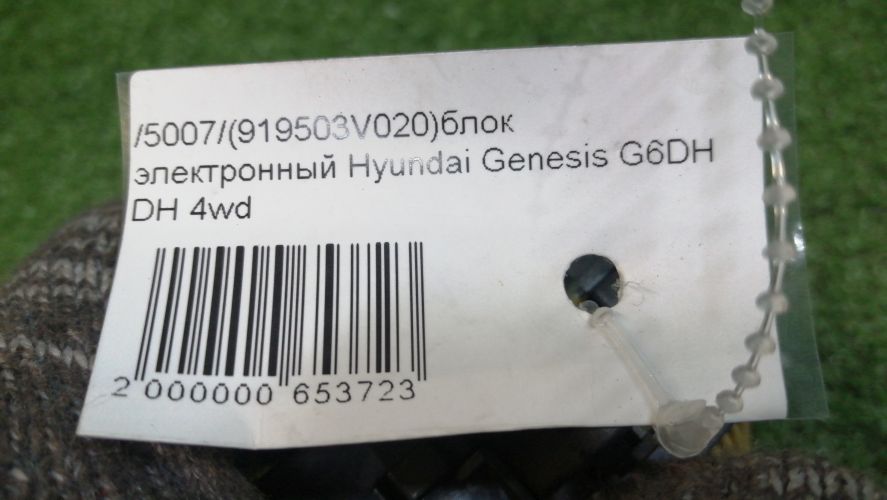 /5007/(919503V020)блок
электронный Hyundai Genesis G6DH
DH 4wd
2 000000 653723